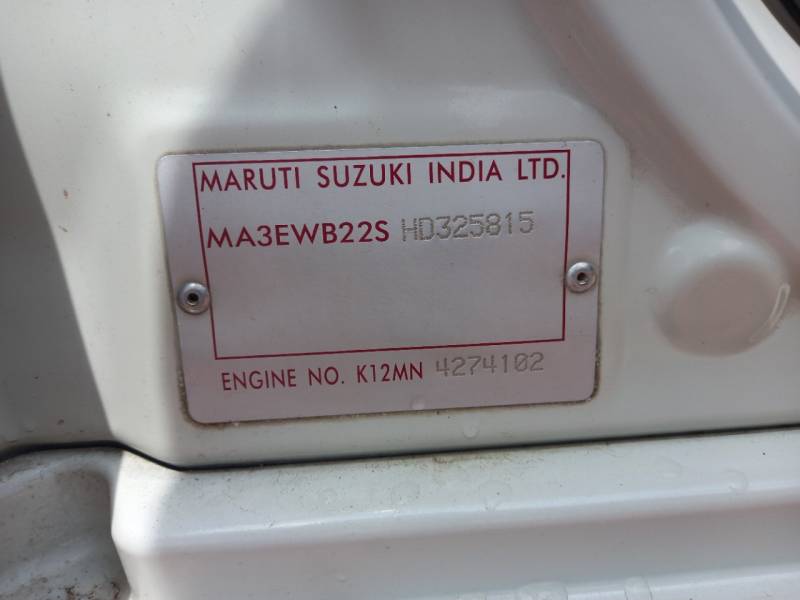 MARUTI SUZUKI INDIA LTD.
MA3EWB22S HD325815
ENGINE NO. K12MN 4274102